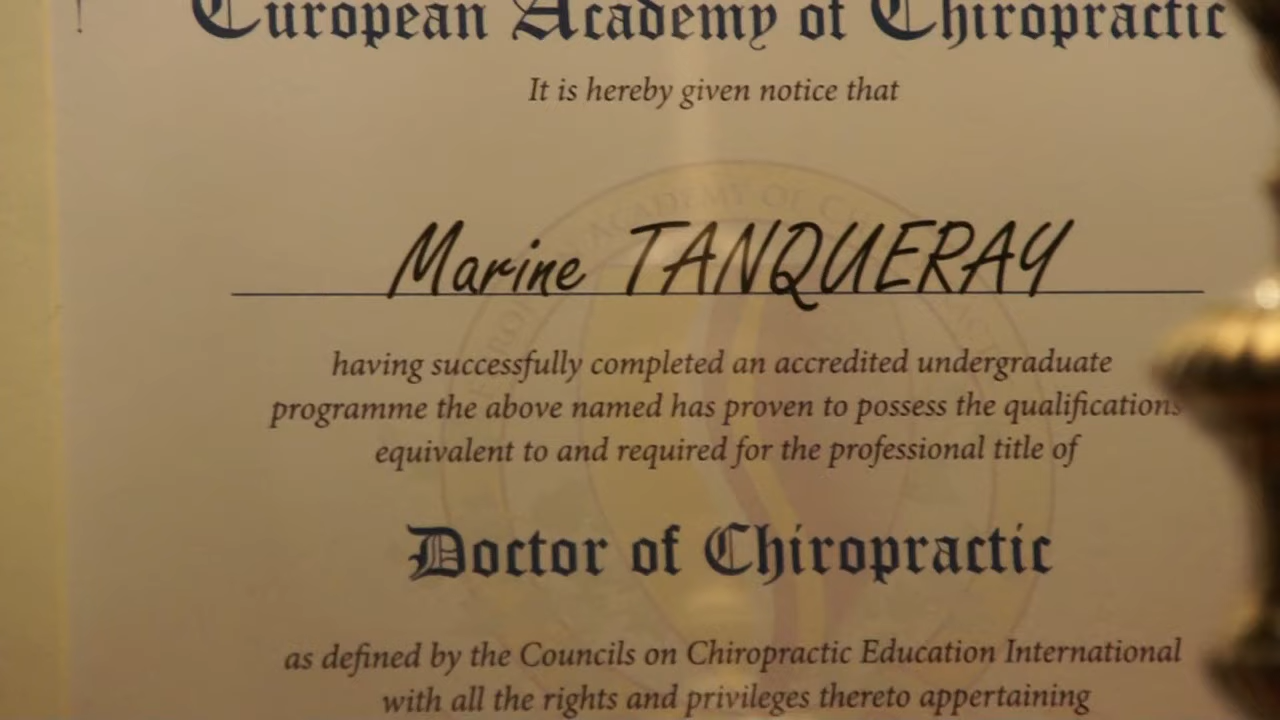 European Academy of Chiropractic
It is hereby given notice that
Marine TANQUERAY
having successfully completed an accredited undergraduate
programme the above named has proven to possess the qualifications
equivalent to and required for the professional title of
Doctor of Chiropractic
as defined by the Councils on Chiropractic Education International
with all the rights and privileges thereto appertaining